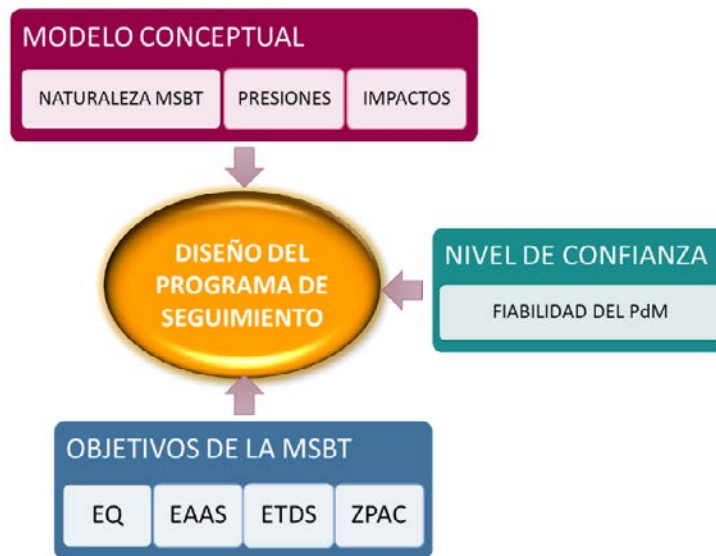 MODELO CONCEPTUAL
NATURALEZA MSBT
PRESIONES
IMPACTOS
DISEÑO DEL
PROGRAMA DE
SEGUIMIENTO
NIVEL DE CONFIANZA
FIABILIDAD DEL PdM
OBJETIVOS DE LA MSBT
EQ
EAAS
ETDS
ZPAC